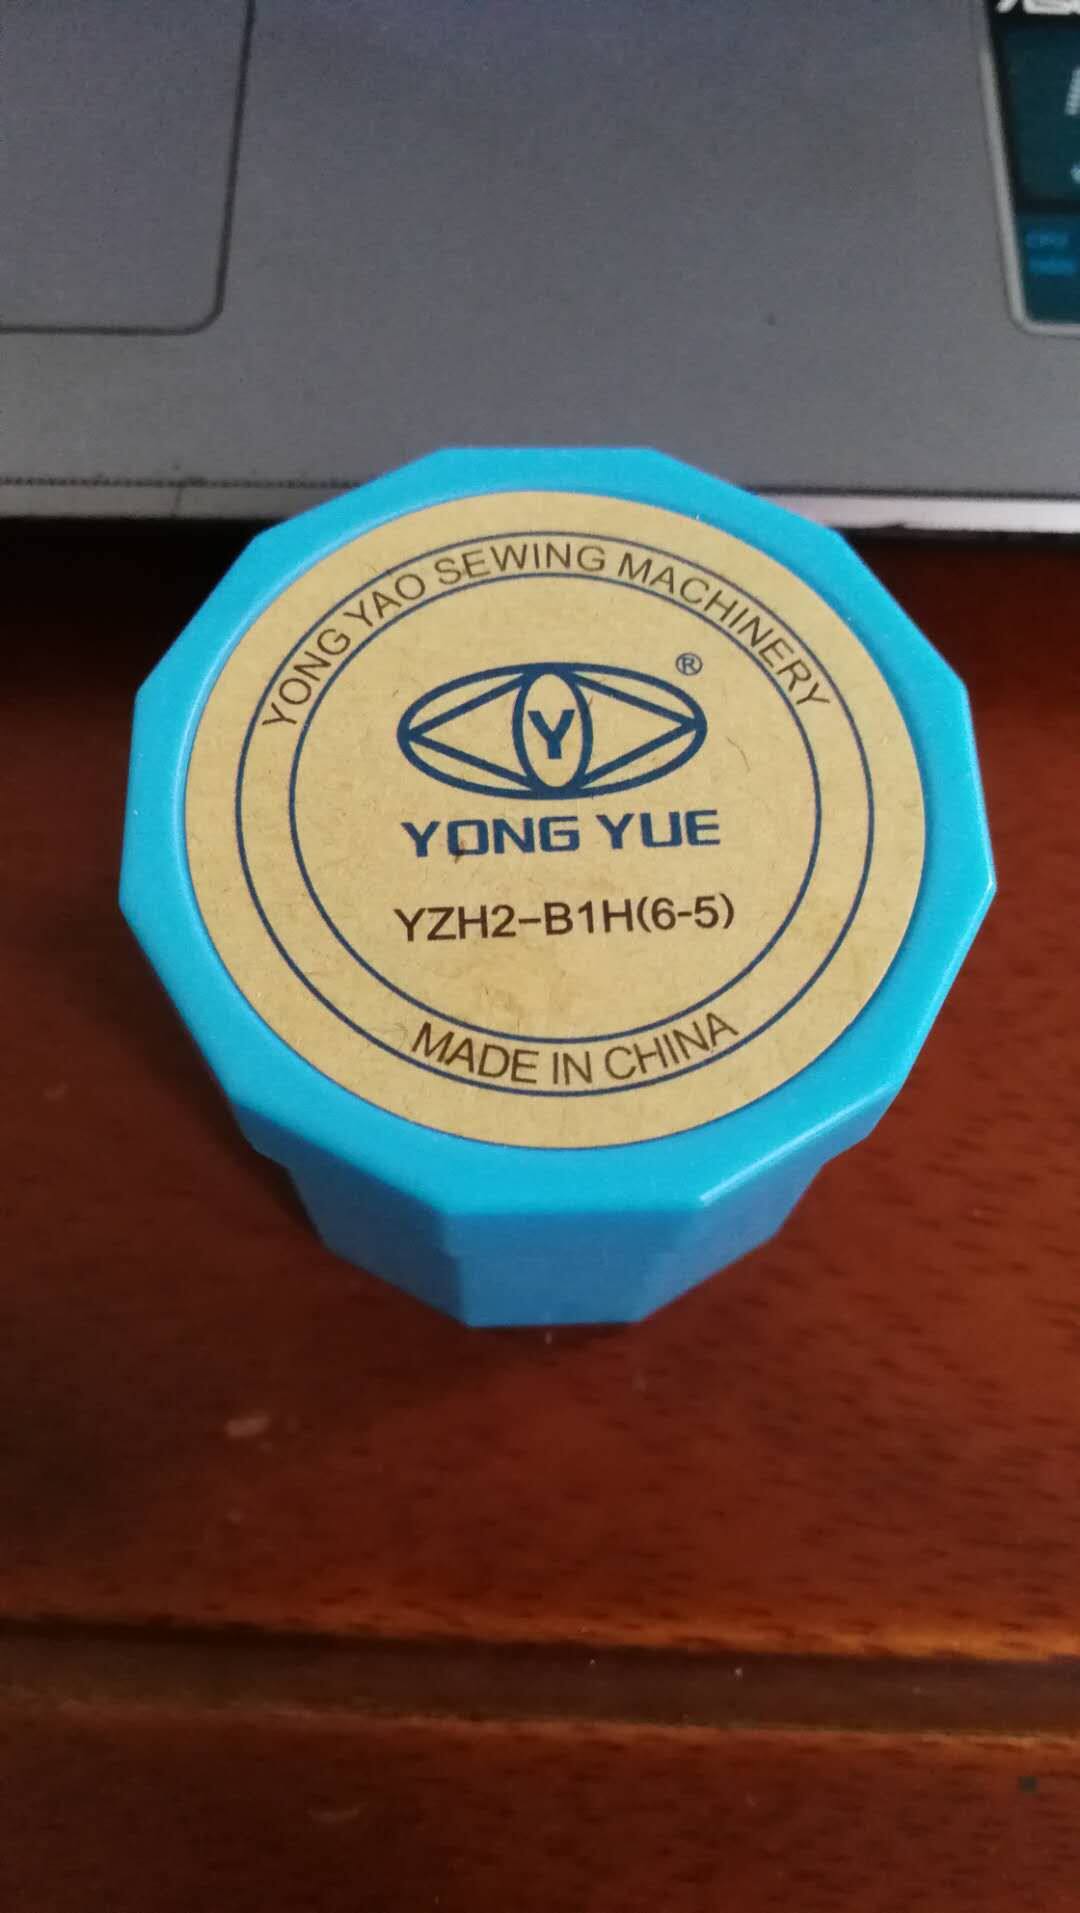 YONG YAO SEWING MACHINERY
®
Y
YONG YUE
YZH2-B1H(6-5)
MADE IN CHINA